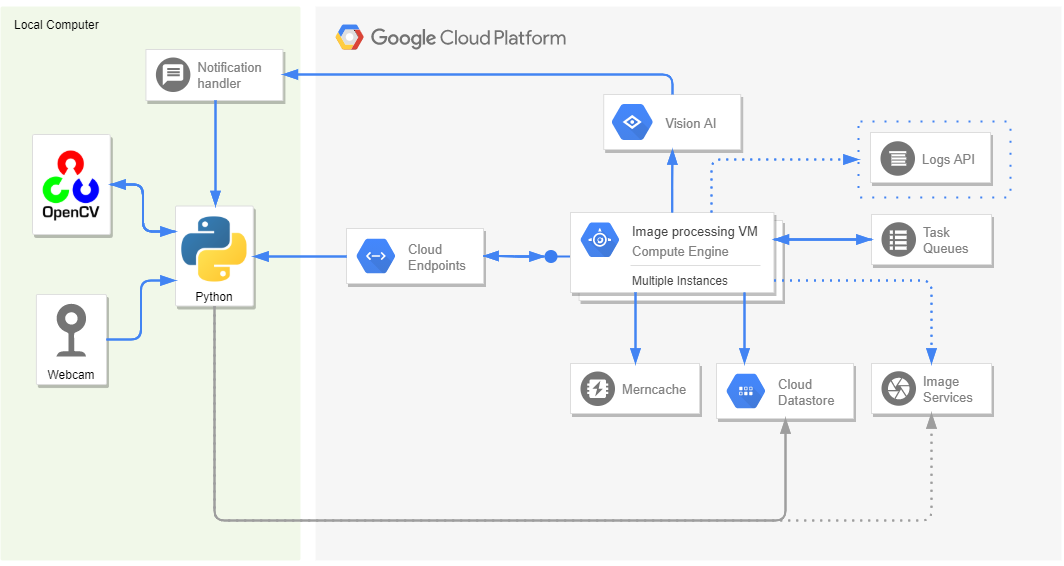 Local Computer
Google Cloud Platform
Notification
handler
Vision AI
Logs API
OpenCV
Image processing VM
Compute Engine
Multiple Instances
Task
Queues
Cloud
Endpoints
Python
Webcam
Merncache
Cloud
Datastore
Image
Services